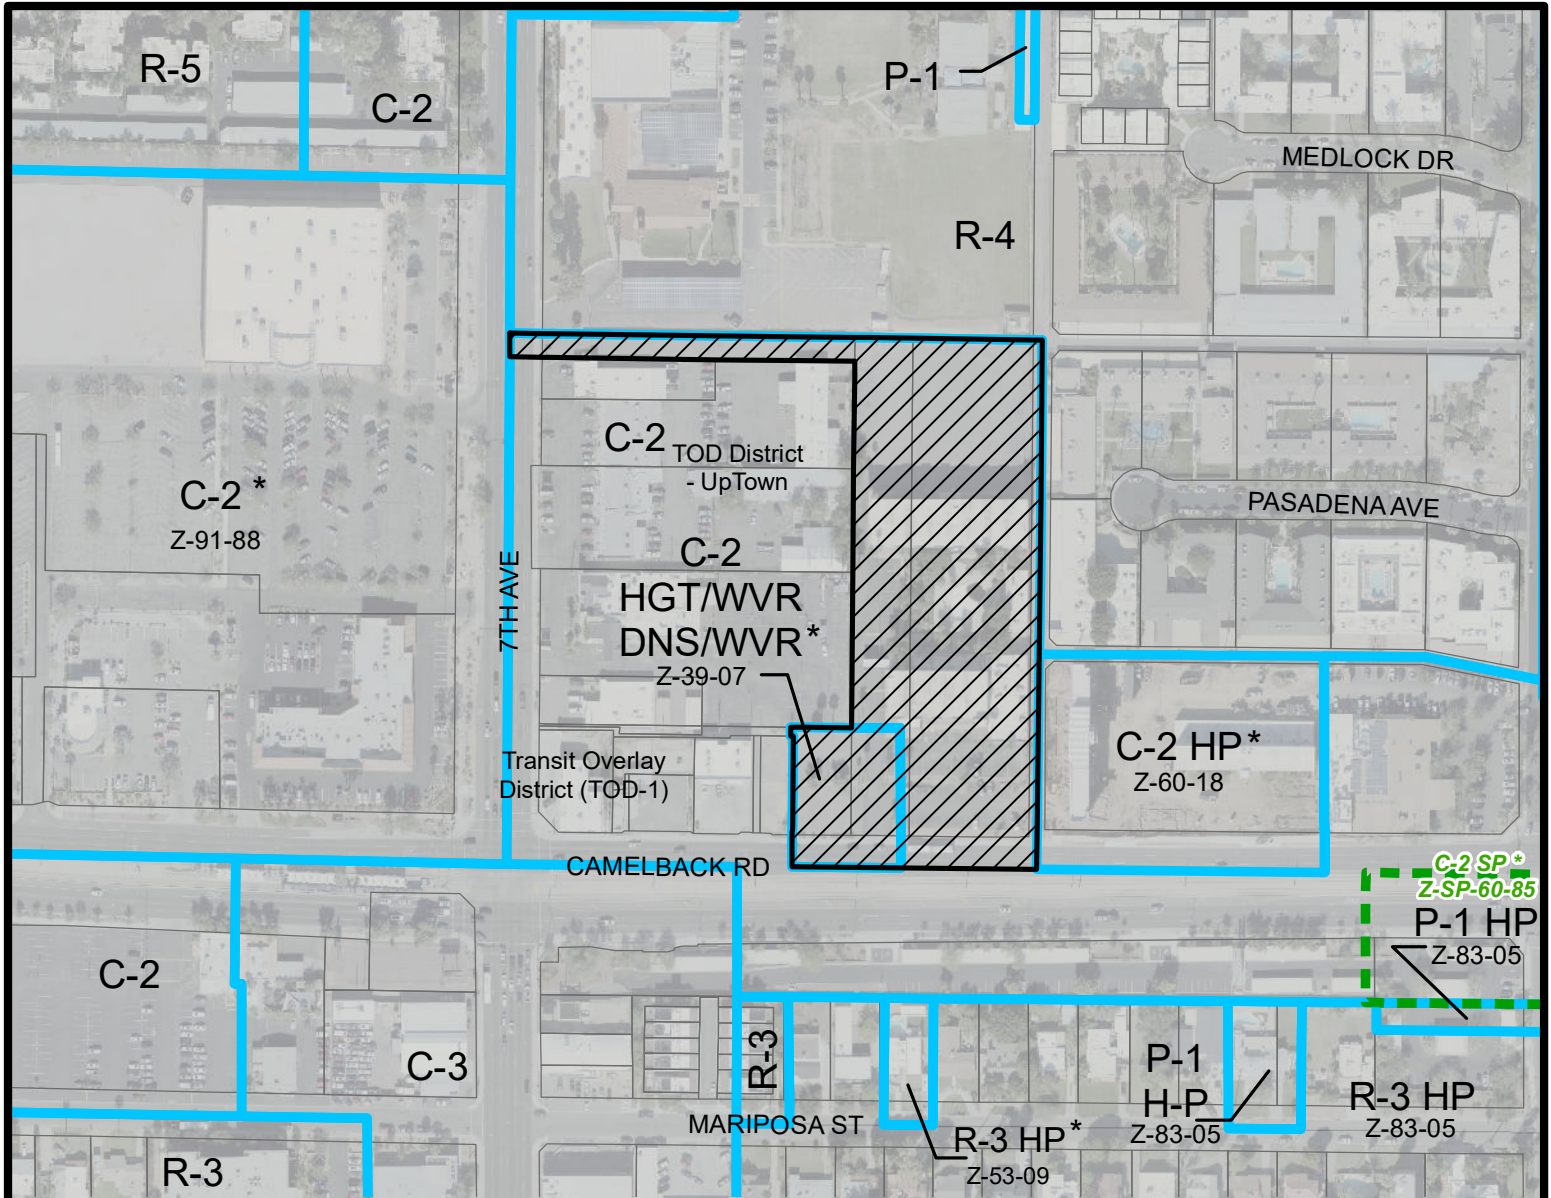 R-5
C-2
P-1
MEDLOCK DR
R-4
C-2
TOD District
- UpTown
C-2 *
Z-91-88
PASADENA AVE
7TH AVE
C-2
HGT/WVR
DNS/WVR *
Z-39-07
C-2 HP *
Z-60-18
Transit Overlay
District (TOD-1)
CAMELBACK RD
C-2 SP *
Z-SP-60-85
P-1 HP
Z-83-05
C-2
C-3
R-3
P-1
H-P
Z-83-05
R-3 HP
Z-83-05
MARIPOSA ST
R-3 HP *
Z-53-09
R-3